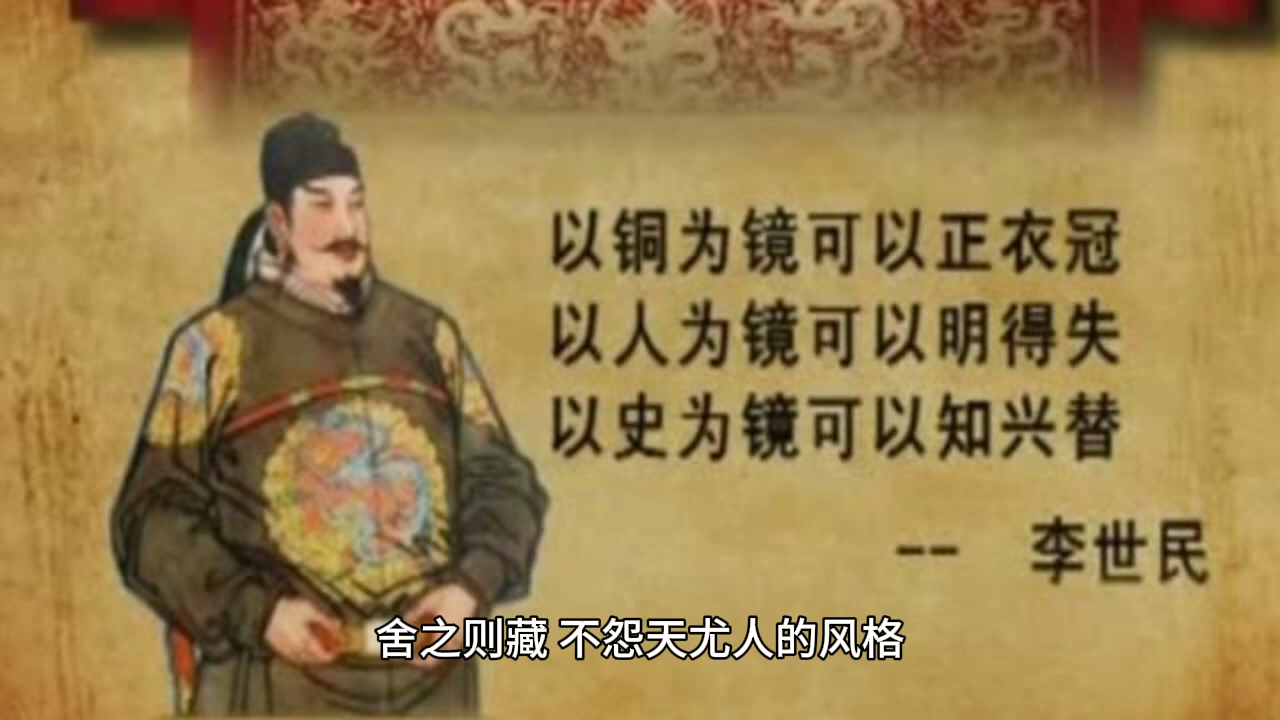 以铜为镜可以正衣冠
以人为镜可以明得失
以史为镜可以知兴替
-- 李世民
舍之则藏 不怨天尤人的风格